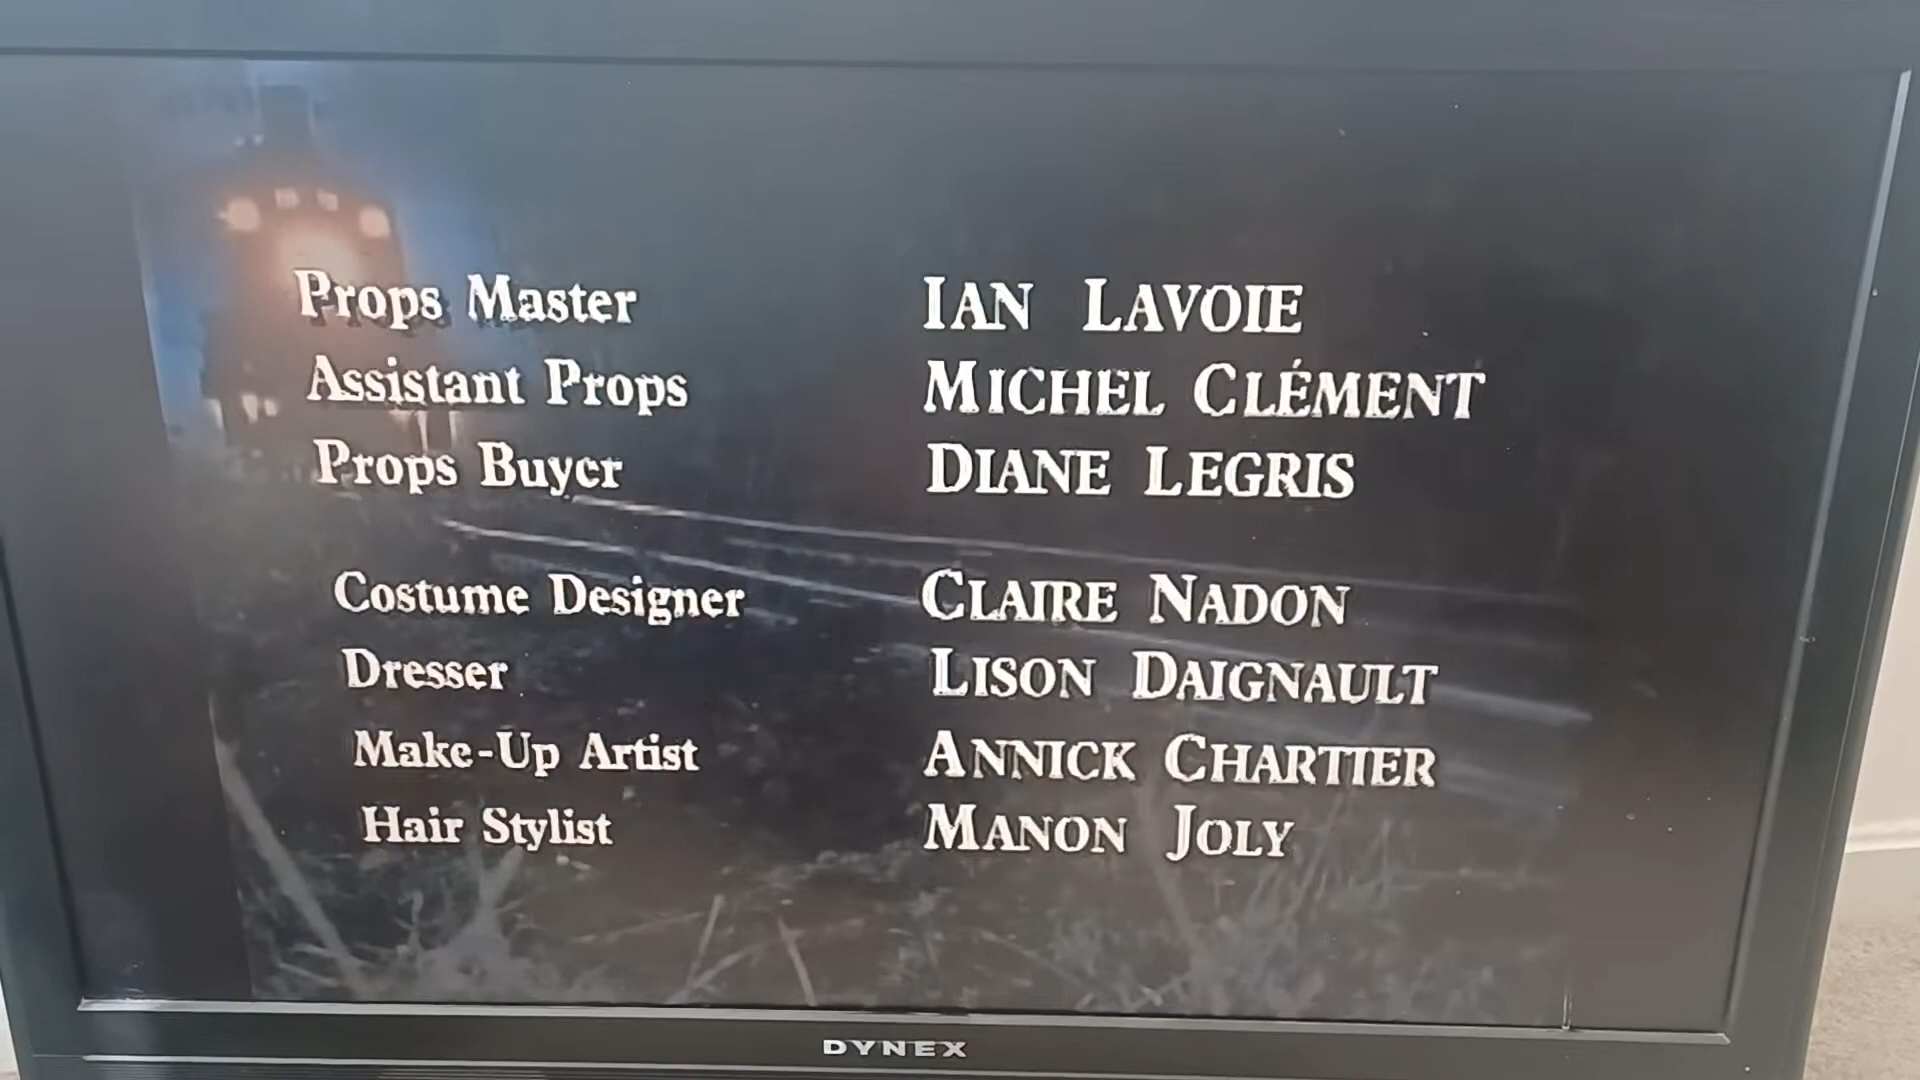 Props Master IAN LAVOIE
Assistant Props MICHEL CLÉMENT
Props Buyer DIANE LEGRIS
Costume Designer CLAIRE NADON
Dresser LISON DAIGNAULT
Make-Up Artist ANNICK CHARTIER
Hair Stylist MANON JOLY
DYNEX